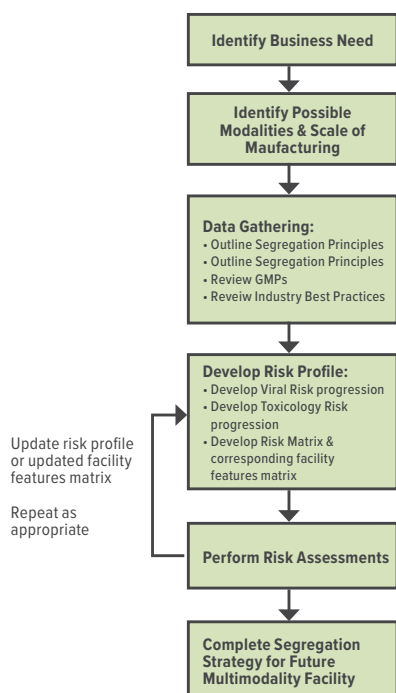 Identify Business Need
Identify Possible
Modalities & Scale of
Maufacturing
Data Gathering:
• Outline Segregation Principles
• Outline Segregation Principles
• Review GMPs
• Reveiw Industry Best Practices
Develop Risk Profile:
• Develop Viral Risk progression
• Develop Toxicology Risk
progression
• Develop Risk Matrix &
corresponding facility
features matrix
Update risk profile
or updated facility
features matrix
Repeat as
appropriate
Perform Risk Assessments
Complete Segregation
Strategy for Future
Multimodality Facility